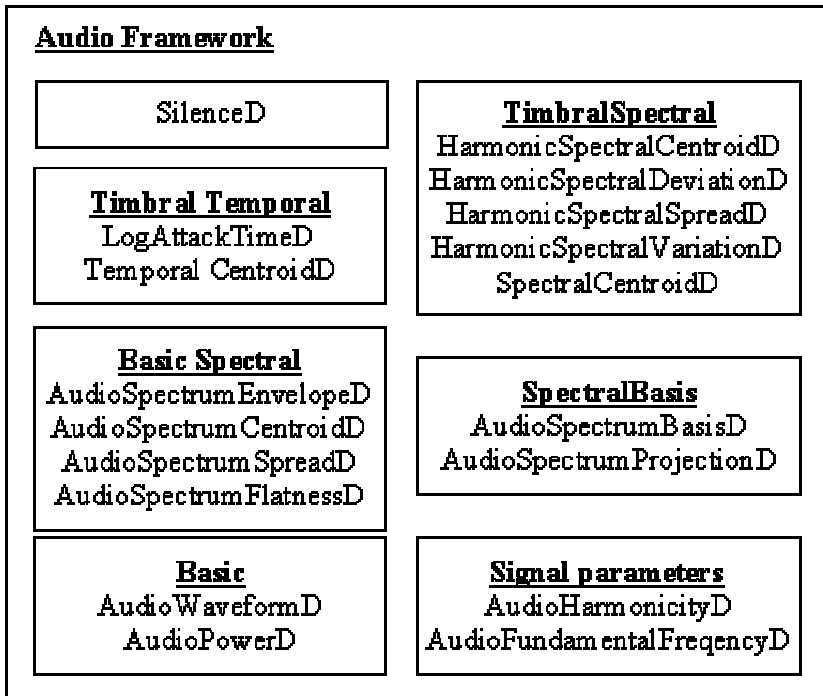 Audio Framework
SilenceD
Timbral Temporal
LogAttackTimeD
Temporal CentroidD
Basic Spectral
AudioSpectrumEnvelopeD
AudioSpectrumCentroidD
AudioSpectrumSpreadD
AudioSpectrumFlatnessD
Basic
AudioWaveformD
AudioPowerD
TimbralSpectral
HarmonicSpectralCentroidD
HarmonicSpectralDeviationD
HarmonicSpectralSpreadD
HarmonicSpectralVariationD
SpectralCentroidD
SpectralBasis
AudioSpectrumBasisD
AudioSpectrumProjectionD
Signal parameters
AudioHarmonicityD
AudioFundamentalFreqencyD